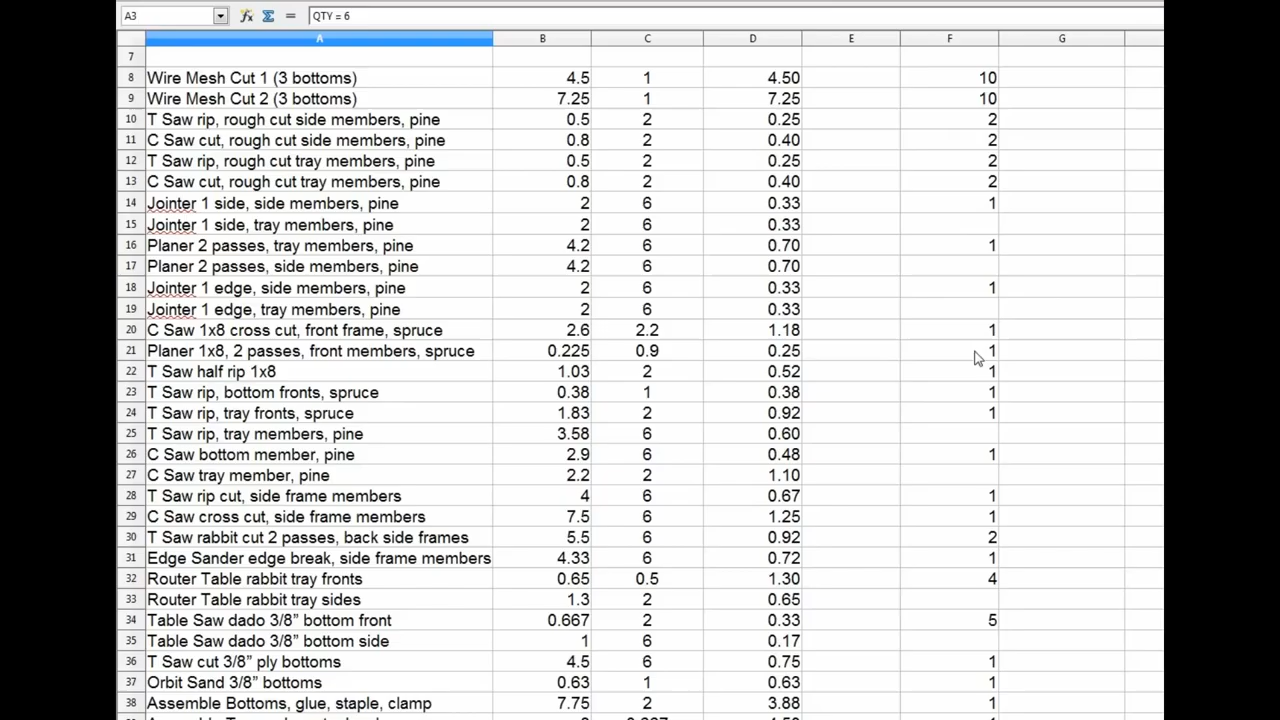 A3 fx Σ = QTY = 6
A B C D E F G
7
8 Wire Mesh Cut 1 (3 bottoms) 4.5 1 4.50 10
9 Wire Mesh Cut 2 (3 bottoms) 7.25 1 7.25 10
10 T Saw rip, rough cut side members, pine 0.5 2 0.25 2
11 C Saw cut, rough cut side members, pine 0.8 2 0.40 2
12 T Saw rip, rough cut tray members, pine 0.5 2 0.25 2
13 C Saw cut, rough cut tray members, pine 0.8 2 0.40 2
14 Jointer 1 side, side members, pine 2 6 0.33 1
15 Jointer 1 side, tray members, pine 2 6 0.33
16 Planer 2 passes, tray members, pine 4.2 6 0.70 1
17 Planer 2 passes, side members, pine 4.2 6 0.70
18 Jointer 1 edge, side members, pine 2 6 0.33 1
19 Jointer 1 edge, tray members, pine 2 6 0.33
20 C Saw 1x8 cross cut, front frame, spruce 2.6 2.2 1.18 1
21 Planer 1x8, 2 passes, front members, spruce 0.225 0.9 0.25 1
22 T Saw half rip 1x8 1.03 2 0.52 1
23 T Saw rip, bottom fronts, spruce 0.38 1 0.38 1
24 T Saw rip, tray fronts, spruce 1.83 2 0.92 1
25 T Saw rip, tray members, pine 3.58 6 0.60
26 C Saw bottom member, pine 2.9 6 0.48 1
27 C Saw tray member, pine 2.2 2 1.10
28 T Saw rip cut, side frame members 4 6 0.67 1
29 C Saw cross cut, side frame members 7.5 6 1.25 1
30 T Saw rabbit cut 2 passes, back side frames 5.5 6 0.92 2
31 Edge Sander edge break, side frame members 4.33 6 0.72 1
32 Router Table rabbit tray fronts 0.65 0.5 1.30 4
33 Router Table rabbit tray sides 1.3 2 0.65
34 Table Saw dado 3/8” bottom front 0.667 2 0.33 5
35 Table Saw dado 3/8” bottom side 1 6 0.17
36 T Saw cut 3/8” ply bottoms 4.5 6 0.75 1
37 Orbit Sand 3/8” bottoms 0.63 1 0.63 1
38 Assemble Bottoms, glue, staple, clamp 7.75 2 3.88 1